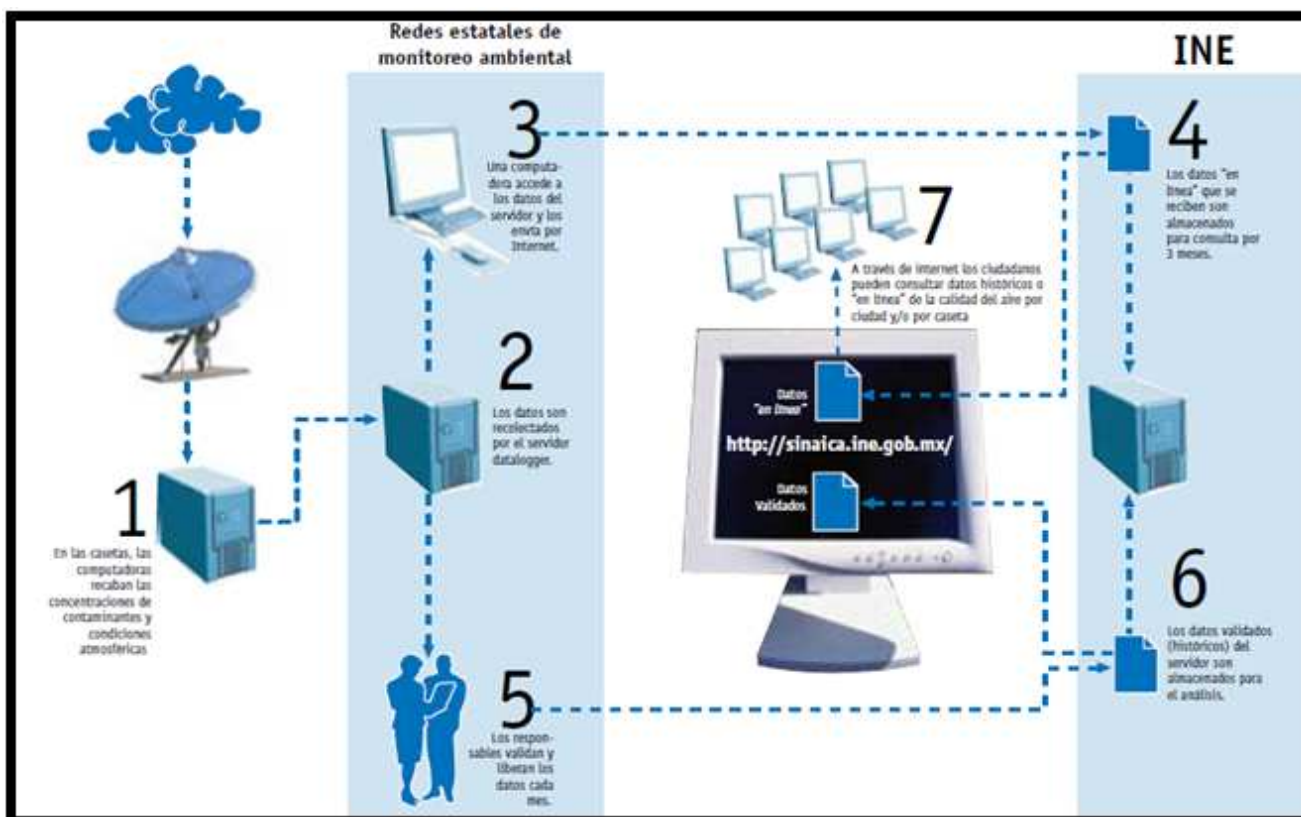 Redes estatales de
monitoreo ambiental
INE
1
En las casetas, las
computadoras
recaban las
concentraciones de
contaminantes y
condiciones
atmosféricas
2
Los datos son
recolectados
por el servidor
datalogger.
3
Una computa-
dora accede a
los datos del
servidor y los
envía por
Internet.
4
Los datos "en
línea" que se
reciben son
almacenados
para consulta por
3 meses.
5
Los respon-
sables validan y
liberan los
datos cada
mes.
6
Los datos validados
(históricos) del
servidor son
almacenados para
el análisis.
7
A través de internet los ciudadanos
pueden consultar datos históricos o
"en línea" de la calidad del aire por
ciudad y/o por caseta
Datos
"en línea"
http://sinaica.ine.gob.mx/
Datos
Validados